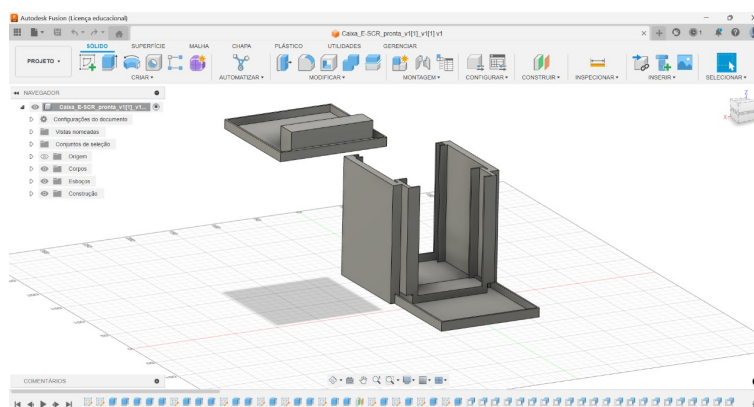 Autodesk Fusion (Licença educacional)
Caixa_E-SCR_pronta_v1[1]_v1[1] v1
SÓLIDO SUPERFÍCIE MALHA CHAPA PLÁSTICO UTILIDADES GERENCIAR
PROJETO
CRIAR AUTOMATIZAR MODIFICAR MONTAGEM CONFIGURAR CONSTRUIR INSPECIONAR INSERIR SELECIONAR
NAVEGADOR
Caixa_E-SCR_pronta_v1[1]_v1...
Configurações do documento
Vistas nomeadas
Conjuntos de seleção
Origem
Corpos
Esboços
Construção
COMENTÁRIOS